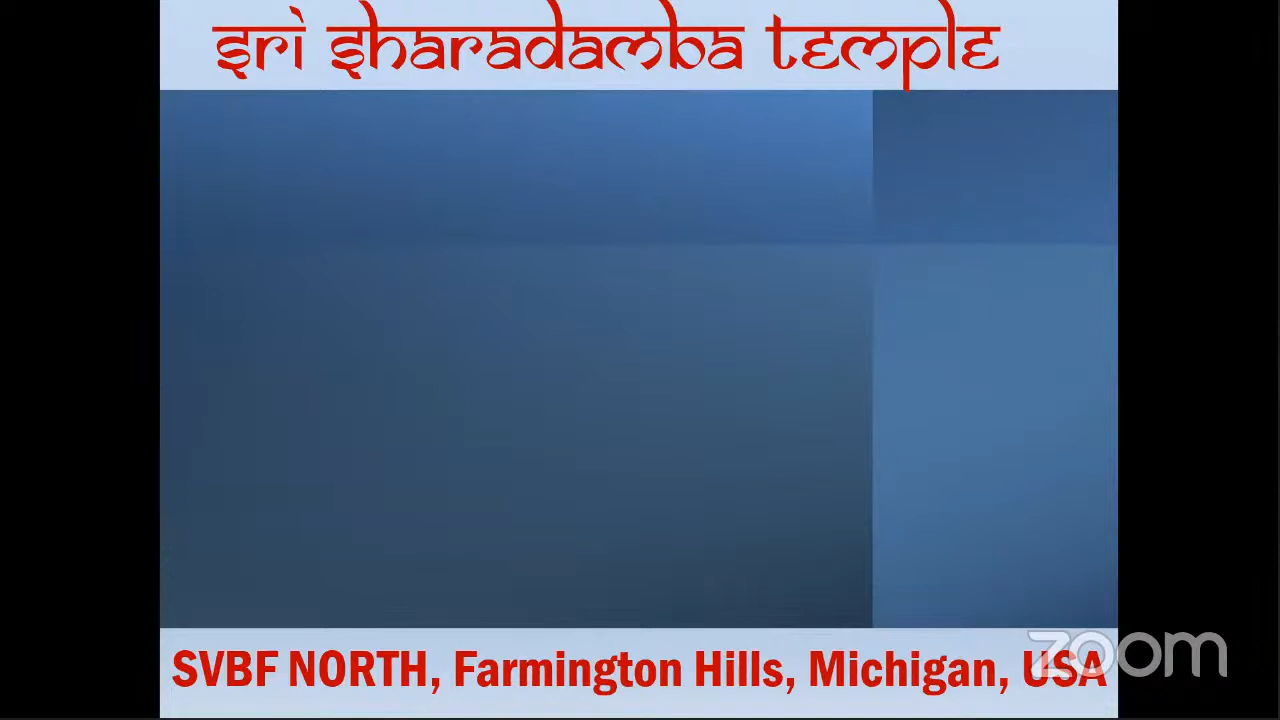 SRI SHARADAMBA TEMPLE
SVBF NORTH, Farmington Hills, Michigan, USA
zoom